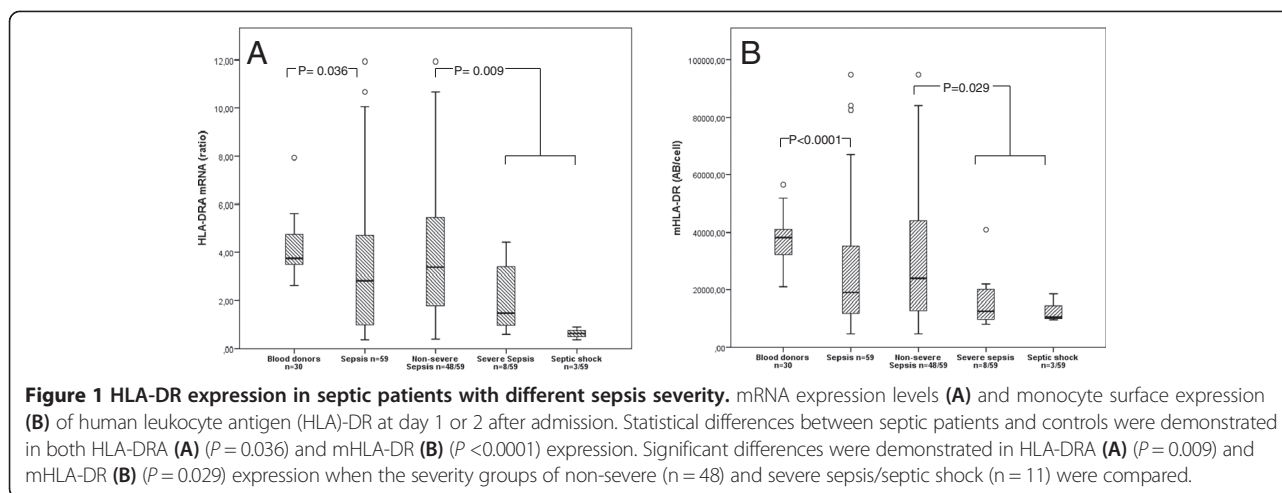 A
HLA-DRA mRNA (ratio)
12,00
10,00
8,00
6,00
4,00
2,00
,00
P= 0.036
P= 0.009
Blood donors
n=30
Sepsis n=59
Non-severe
Sepsis n=48/59
Severe Sepsis
n=8/59
Septic shock
n=3/59
B
mHLA-DR (AB/cell)
100000,00
80000,00
60000,00
40000,00
20000,00
,00
P<0.0001
P=0.029
Blood donors
n=30
Sepsis n=59
Non-severe
Sepsis n=48/59
Severe sepsis
n=8/59
Septic shock
n=3/59
Figure 1 HLA-DR expression in septic patients with different sepsis severity. mRNA expression levels (A) and monocyte surface expression
(B) of human leukocyte antigen (HLA)-DR at day 1 or 2 after admission. Statistical differences between septic patients and controls were demonstrated
in both HLA-DRA (A) (P = 0.036) and mHLA-DR (B) (P <0.0001) expression. Significant differences were demonstrated in HLA-DRA (A) (P = 0.009) and
mHLA-DR (B) (P = 0.029) expression when the severity groups of non-severe (n = 48) and severe sepsis/septic shock (n = 11) were compared.